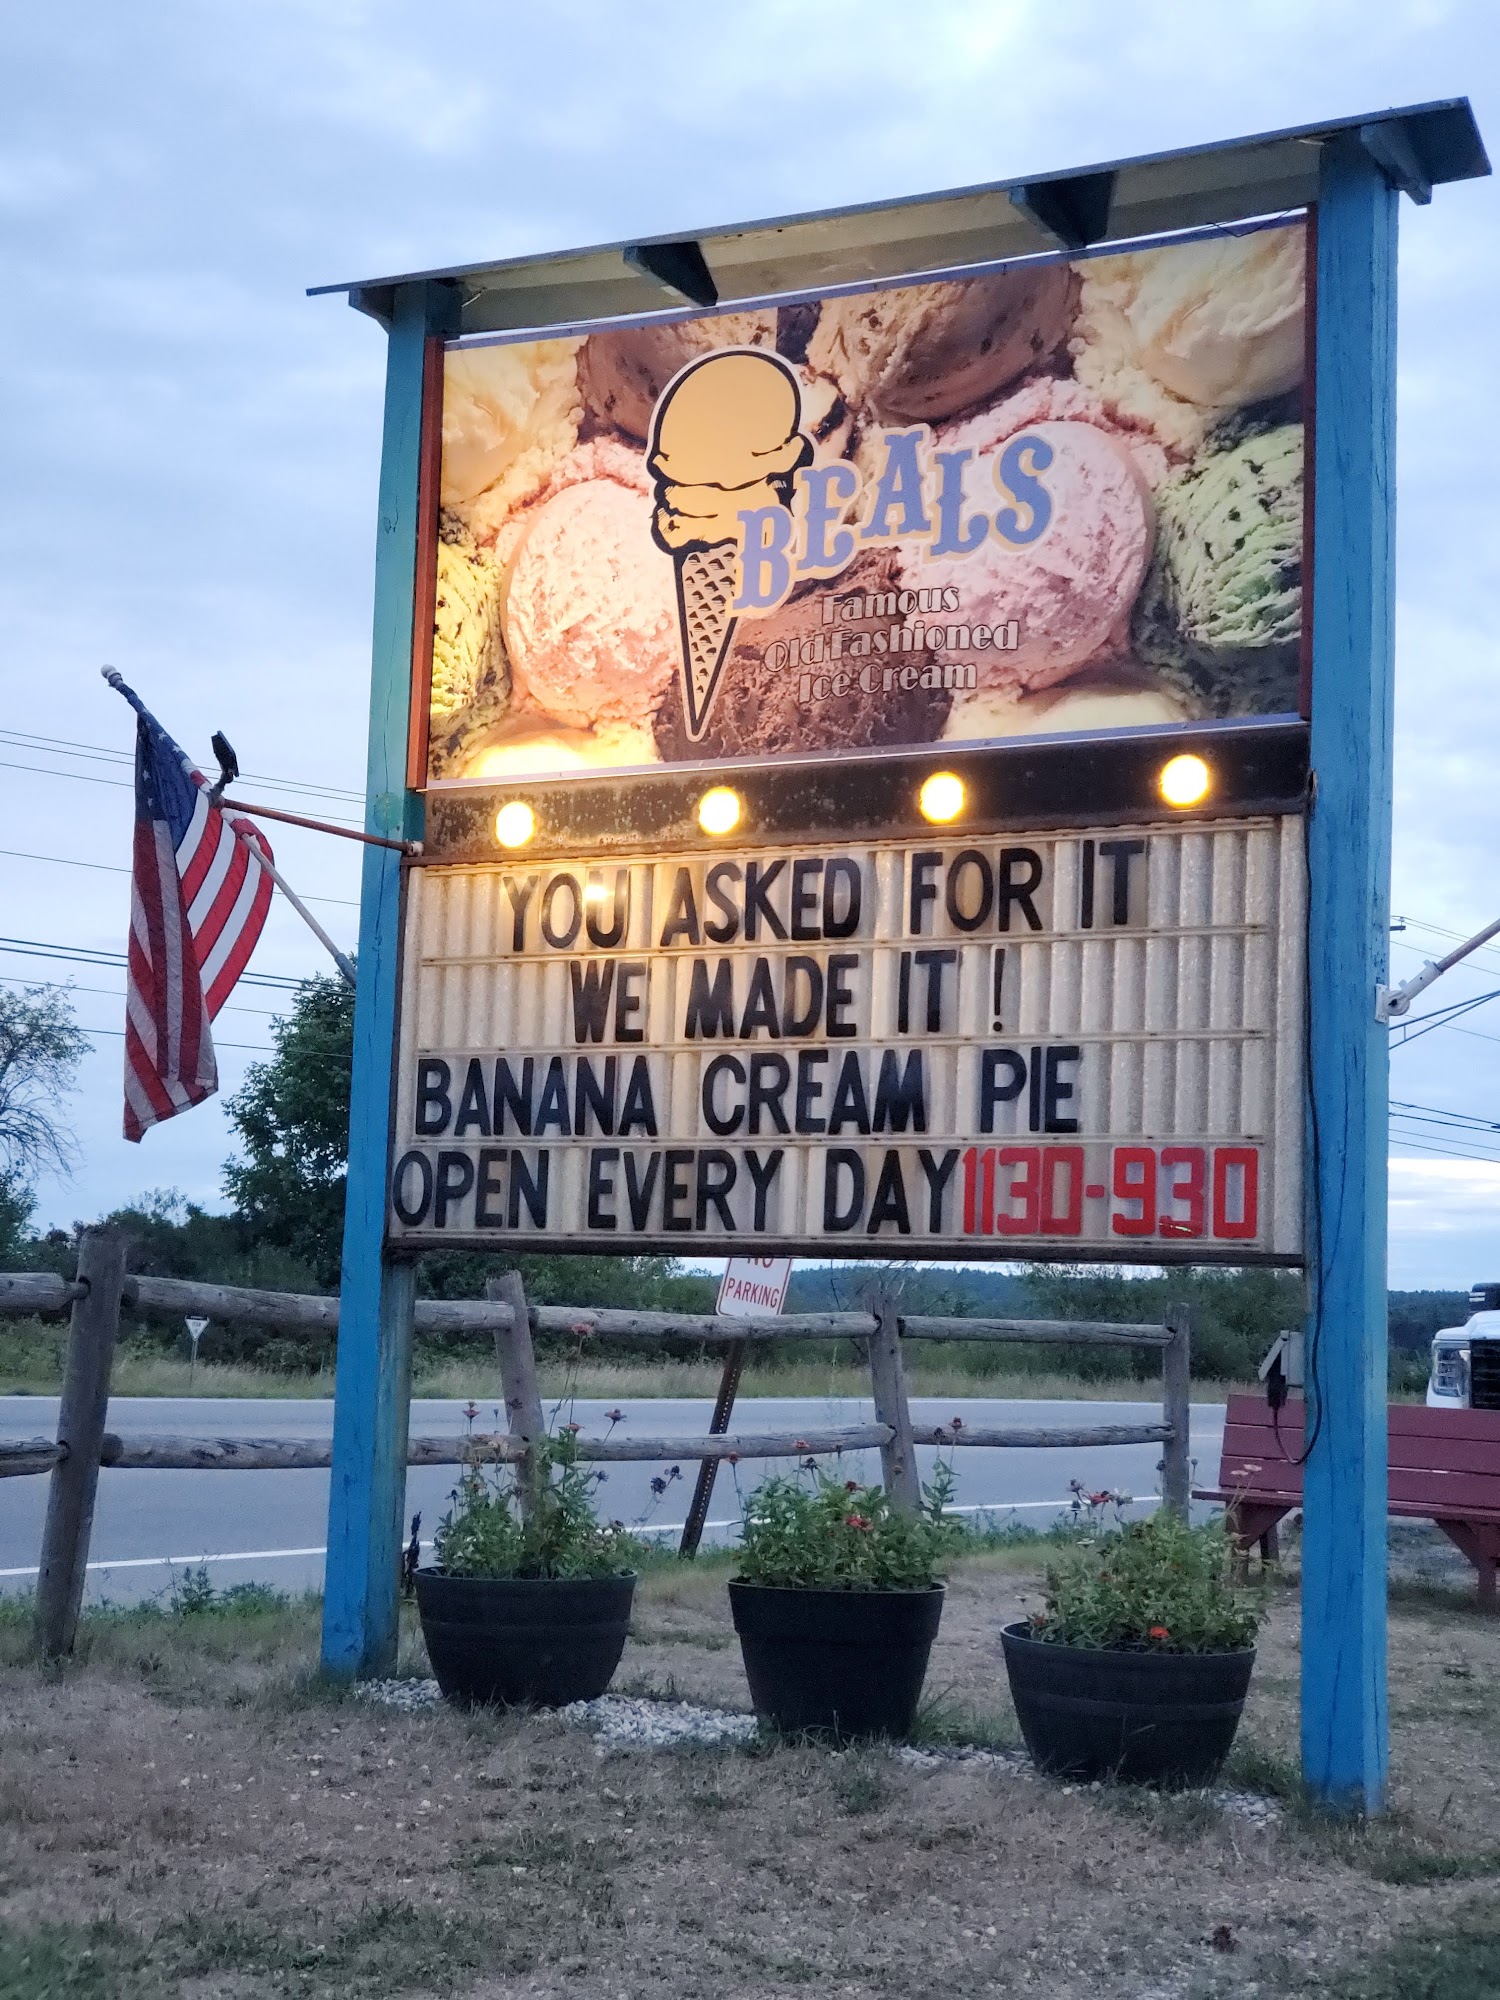 BEALS
Famous
Old Fashioned
Ice Cream
YOU ASKED FOR IT
WE MADE IT !
BANANA CREAM PIE
OPEN EVERY DAY 1130-930
NO
PARKING